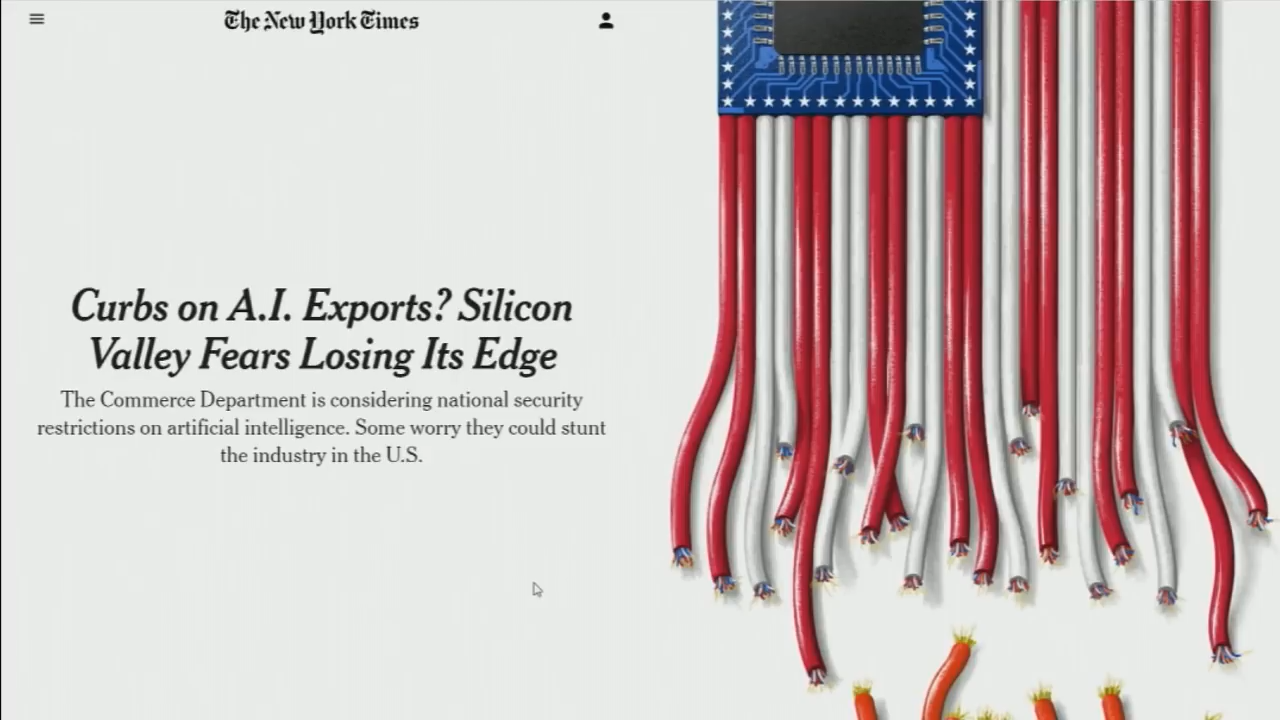 The New York Times
Curbs on A.I. Exports? Silicon
Valley Fears Losing Its Edge
The Commerce Department is considering national security
restrictions on artificial intelligence. Some worry they could stunt
the industry in the U.S.